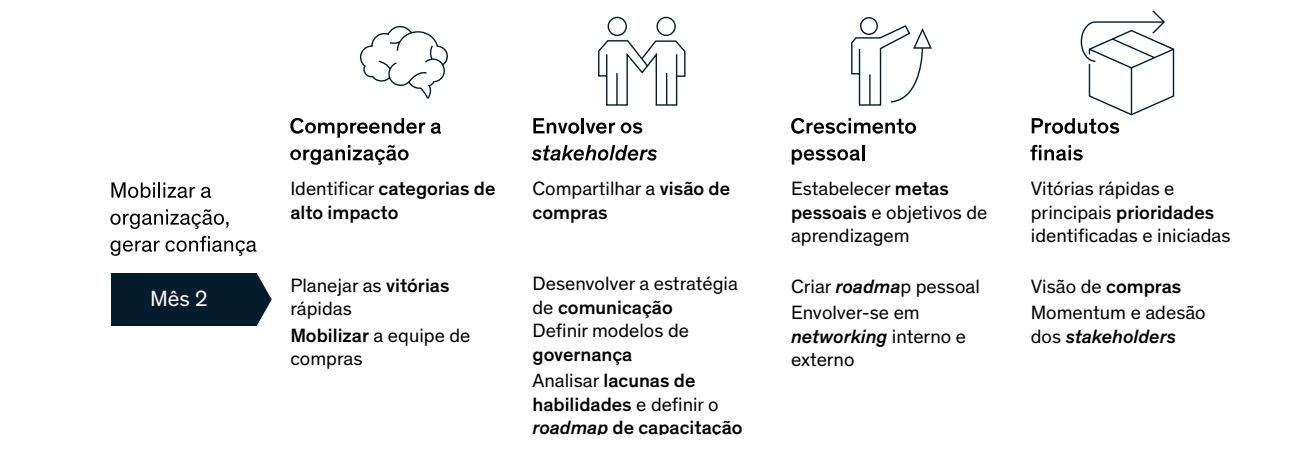 Compreender a
organização
Envolver os
stakeholders
Crescimento
pessoal
Produtos
finais
Mobilizar a
organização,
gerar confiança
Mês 2
Identificar categorias de
alto impacto
Planejar as vitórias
rápidas
Mobilizar a equipe de
compras
Compartilhar a visão de
compras
Desenvolver a estratégia
de comunicação
Definir modelos de
governança
Analisar lacunas de
habilidades e definir o
roadmap de capacitação
Estabelecer metas
pessoais e objetivos de
aprendizagem
Criar roadmap pessoal
Envolver-se em
networking interno e
externo
Vitórias rápidas e
principais prioridades
identificadas e iniciadas
Visão de compras
Momentum e adesão
dos stakeholders